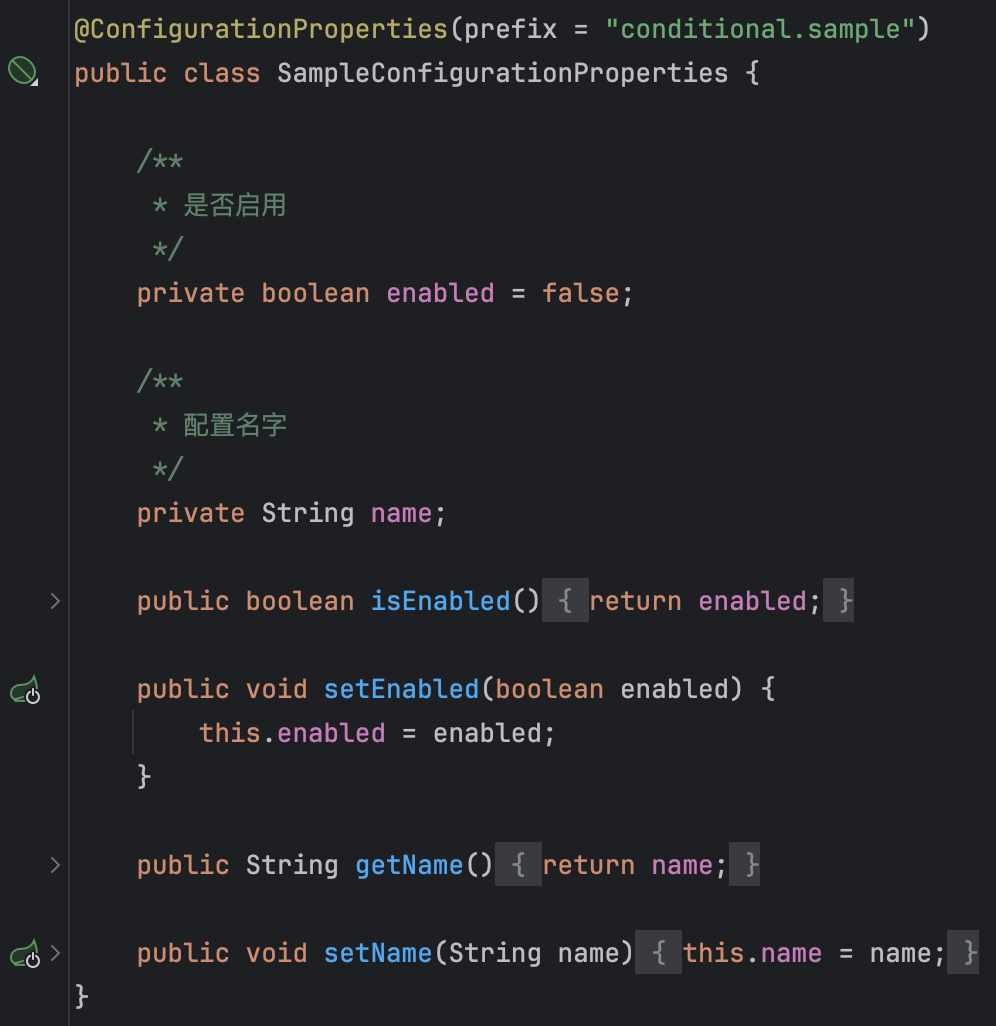 @ConfigurationProperties(prefix = "conditional.sample")
public class SampleConfigurationProperties {
/**
* 是否启用
*/
private boolean enabled = false;
/**
* 配置名字
*/
private String name;
public boolean isEnabled() { return enabled; }
public void setEnabled(boolean enabled) {
this.enabled = enabled;
}
public String getName() { return name; }
public void setName(String name) { this.name = name; }
}